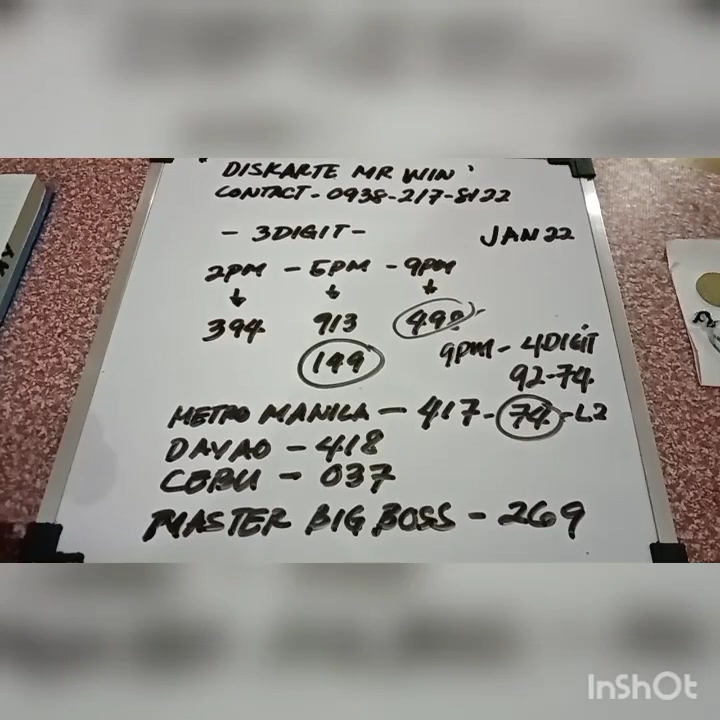 DISKARTE MR WIN'
CONTACT - 0938-217-8122
- 3DIGIT -
JAN 22
2PM - 5PM - 9PM
394 913 499
149
9PM - 4DIGIT
92-74
METRO MANILA - 417 - 74 - L2
DAVAO - 418
CEBU - 037
MASTER BIG BOSS - 269
InShOt